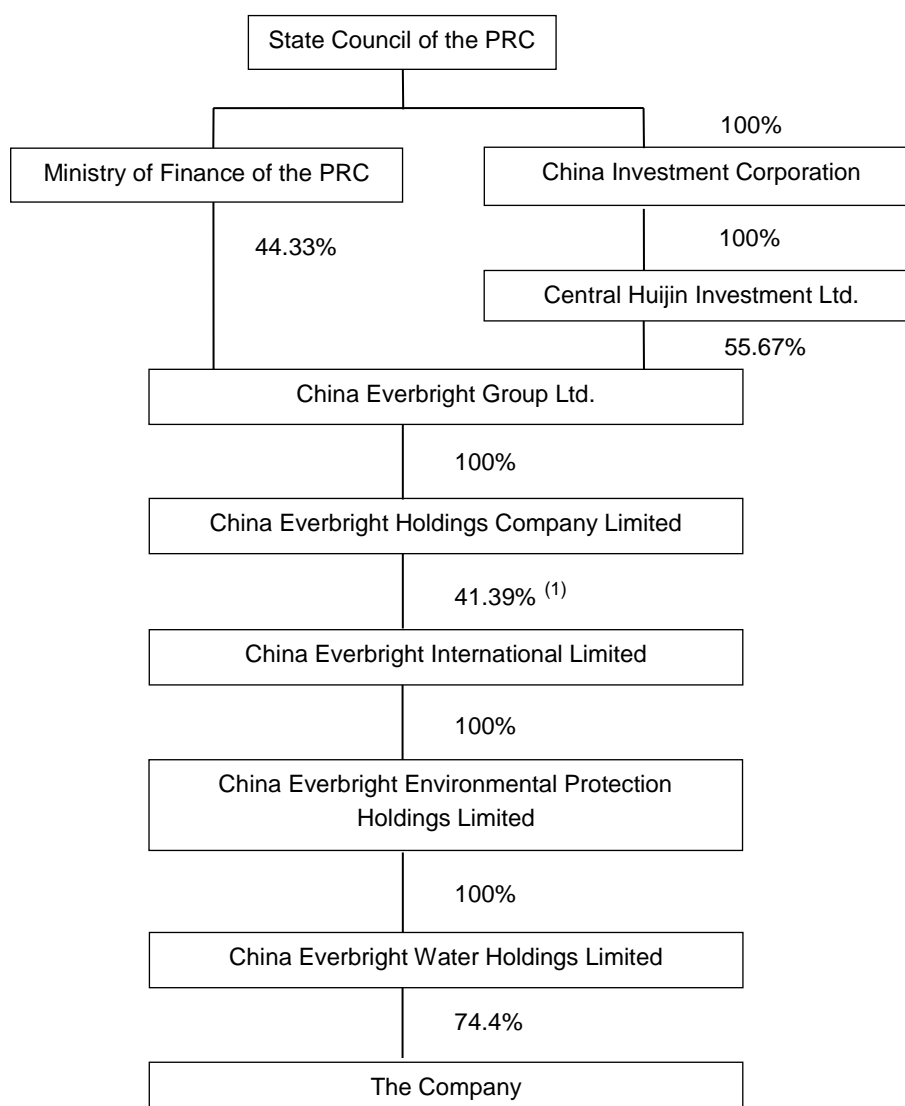 State Council of the PRC
100%
Ministry of Finance of the PRC
China Investment Corporation
44.33%
100%
Central Huijin Investment Ltd.
55.67%
China Everbright Group Ltd.
100%
China Everbright Holdings Company Limited
41.39% (1)
China Everbright International Limited
100%
China Everbright Environmental Protection
Holdings Limited
100%
China Everbright Water Holdings Limited
74.4%
The Company